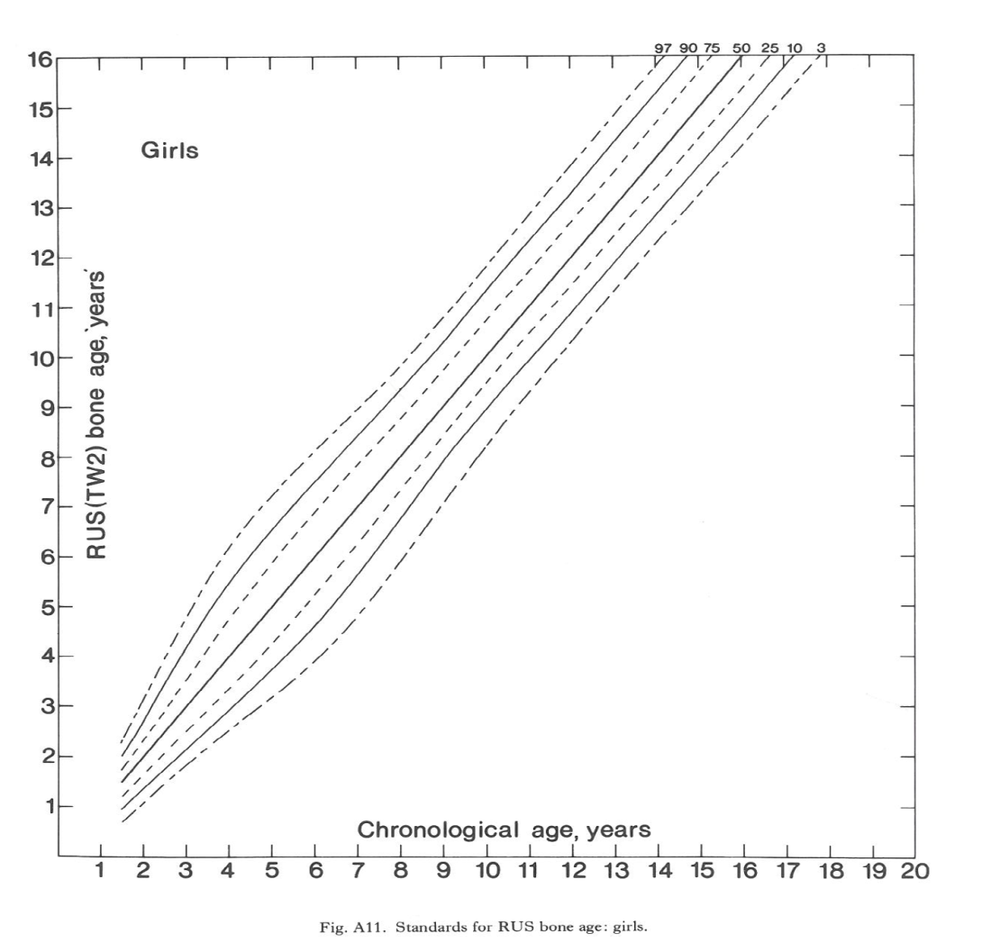 97 90 75 50 25 10 3
16
15
Girls
14
13
12
11
10
9
8
7
6
5
4
3
2
1
RUS(TW2) bone age, 'years'
Chronological age, years
1 2 3 4 5 6 7 8 9 10 11 12 13 14 15 16 17 18 19 20
Fig. A11. Standards for RUS bone age: girls.